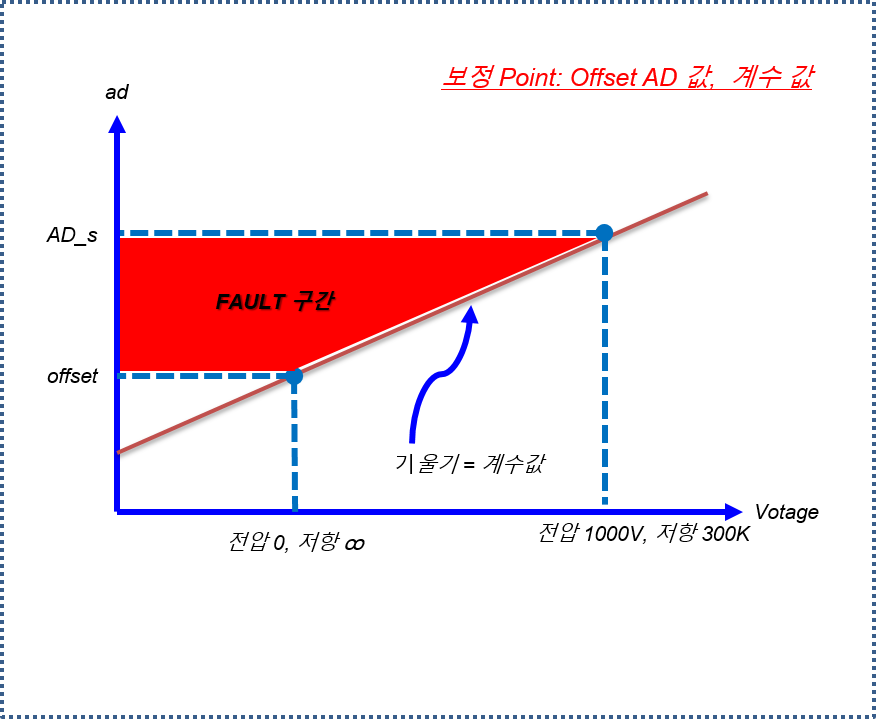 보정 Point: Offset AD 값, 계수 값
ad
AD_s
FAULT 구간
offset
기울기 = 계수값
Votage
전압 0, 저항 ∞
전압 1000V, 저항 300K